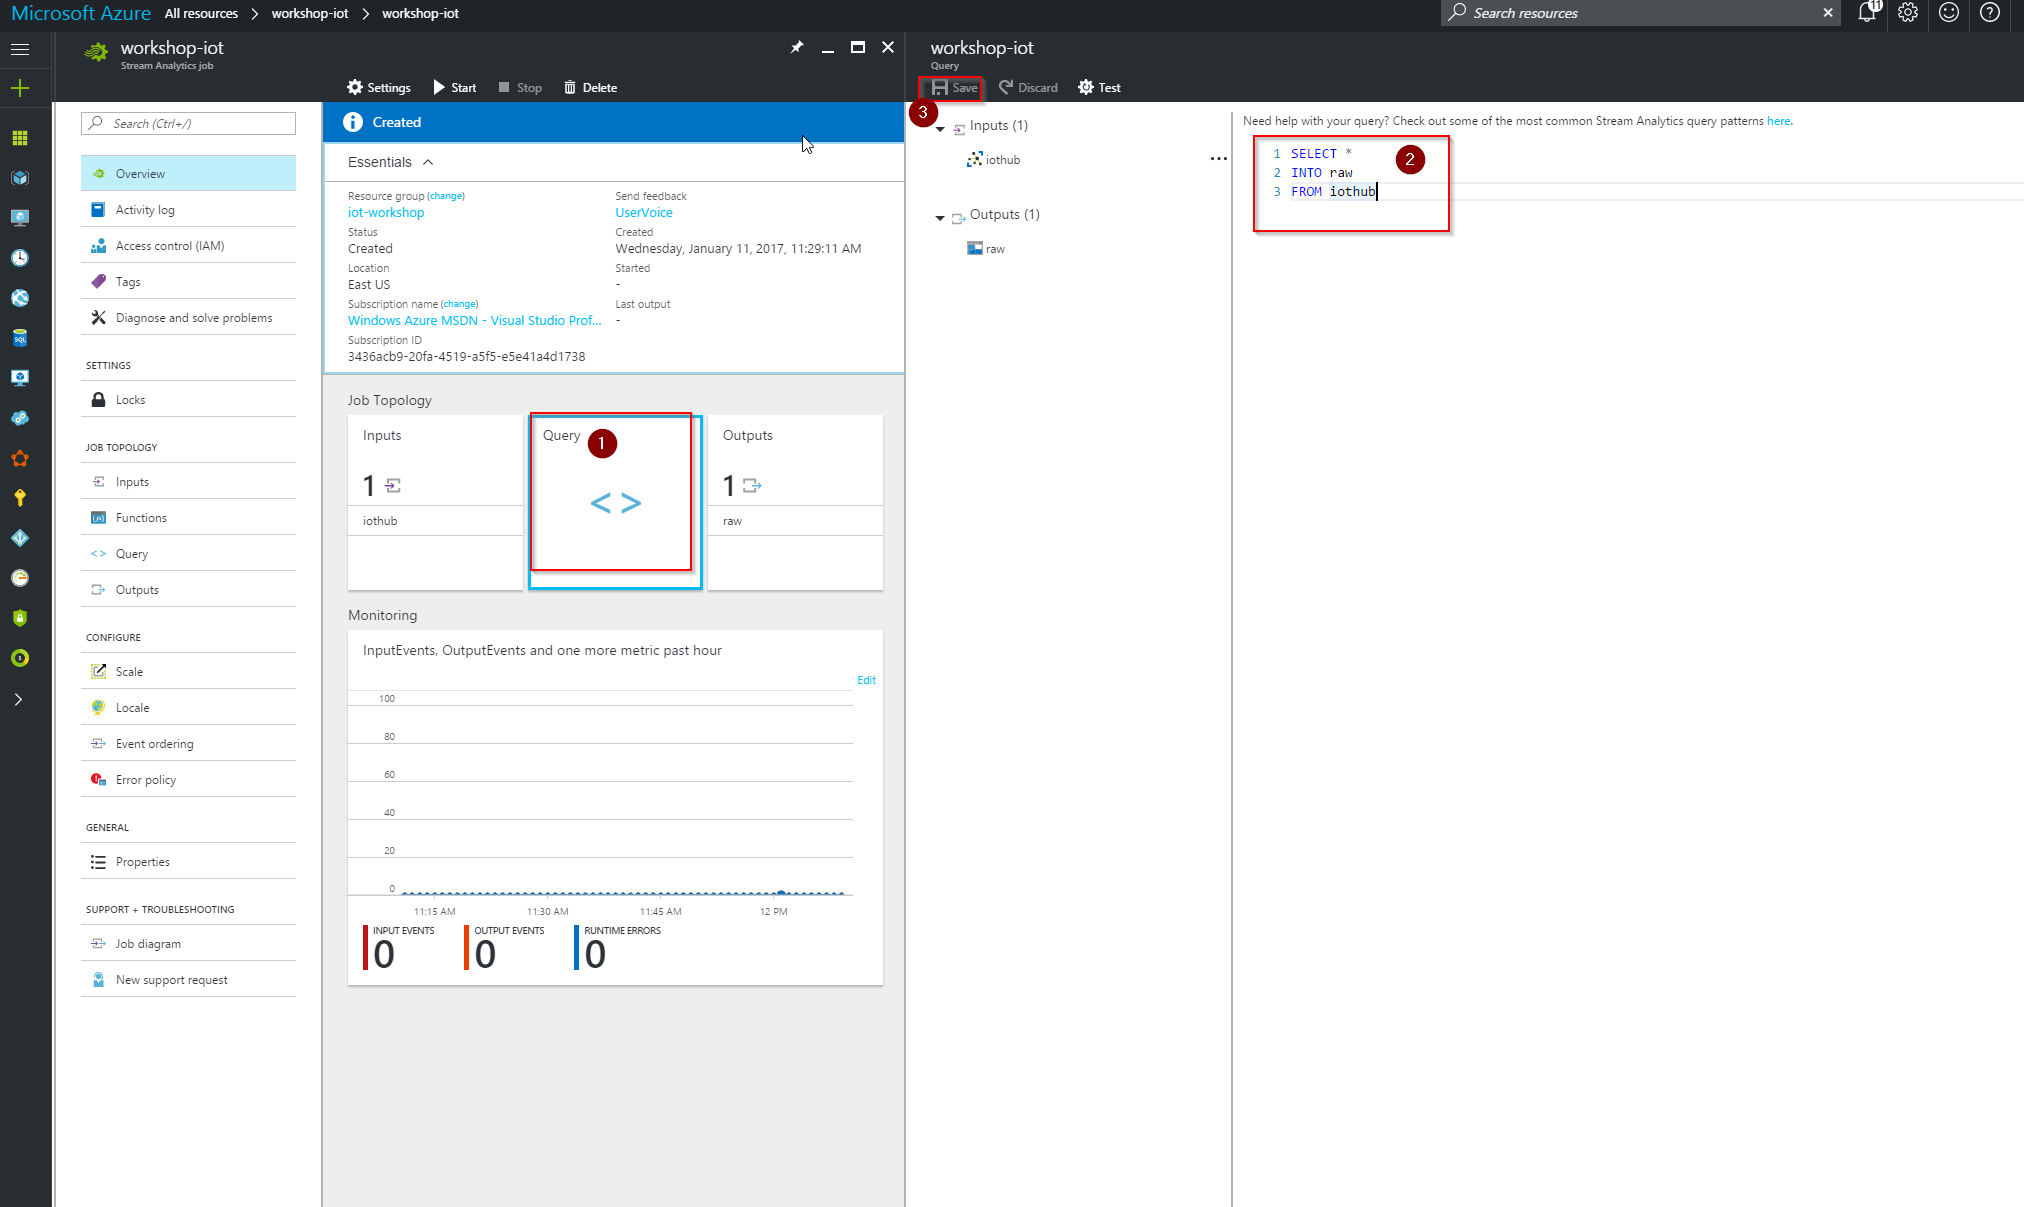 Microsoft Azure All resources > workshop-iot > workshop-iot
Search resources
11
workshop-iot
Stream Analytics job
Settings Start Stop Delete
Search (Ctrl+/)
Overview
Activity log
Access control (IAM)
Tags
Diagnose and solve problems
SETTINGS
Locks
JOB TOPOLOGY
Inputs
Functions
Query
Outputs
CONFIGURE
Scale
Locale
Event ordering
Error policy
GENERAL
Properties
SUPPORT + TROUBLESHOOTING
Job diagram
New support request
Created
Essentials
Resource group (change)
iot-workshop
Status
Created
Location
East US
Subscription name (change)
Windows Azure MSDN - Visual Studio Prof...
Subscription ID
3436acb9-20fa-4519-a5f5-e5e41a4d1738
Send feedback
UserVoice
Created
Wednesday, January 11, 2017, 11:29:11 AM
Started
-
Last output
-
Job Topology
Inputs
1
iothub
Query 1
< >
Outputs
1
raw
Monitoring
InputEvents, OutputEvents and one more metric past hour
Edit
100
80
60
40
20
0
11:15 AM 11:30 AM 11:45 AM 12 PM
INPUT EVENTS
0
OUTPUT EVENTS
0
RUNTIME ERRORS
0
workshop-iot
Query
Save Discard Test
3
Inputs (1)
iothub
...
Outputs (1)
raw
Need help with your query? Check out some of the most common Stream Analytics query patterns here.
1 SELECT *
2 INTO raw
3 FROM iothub
2